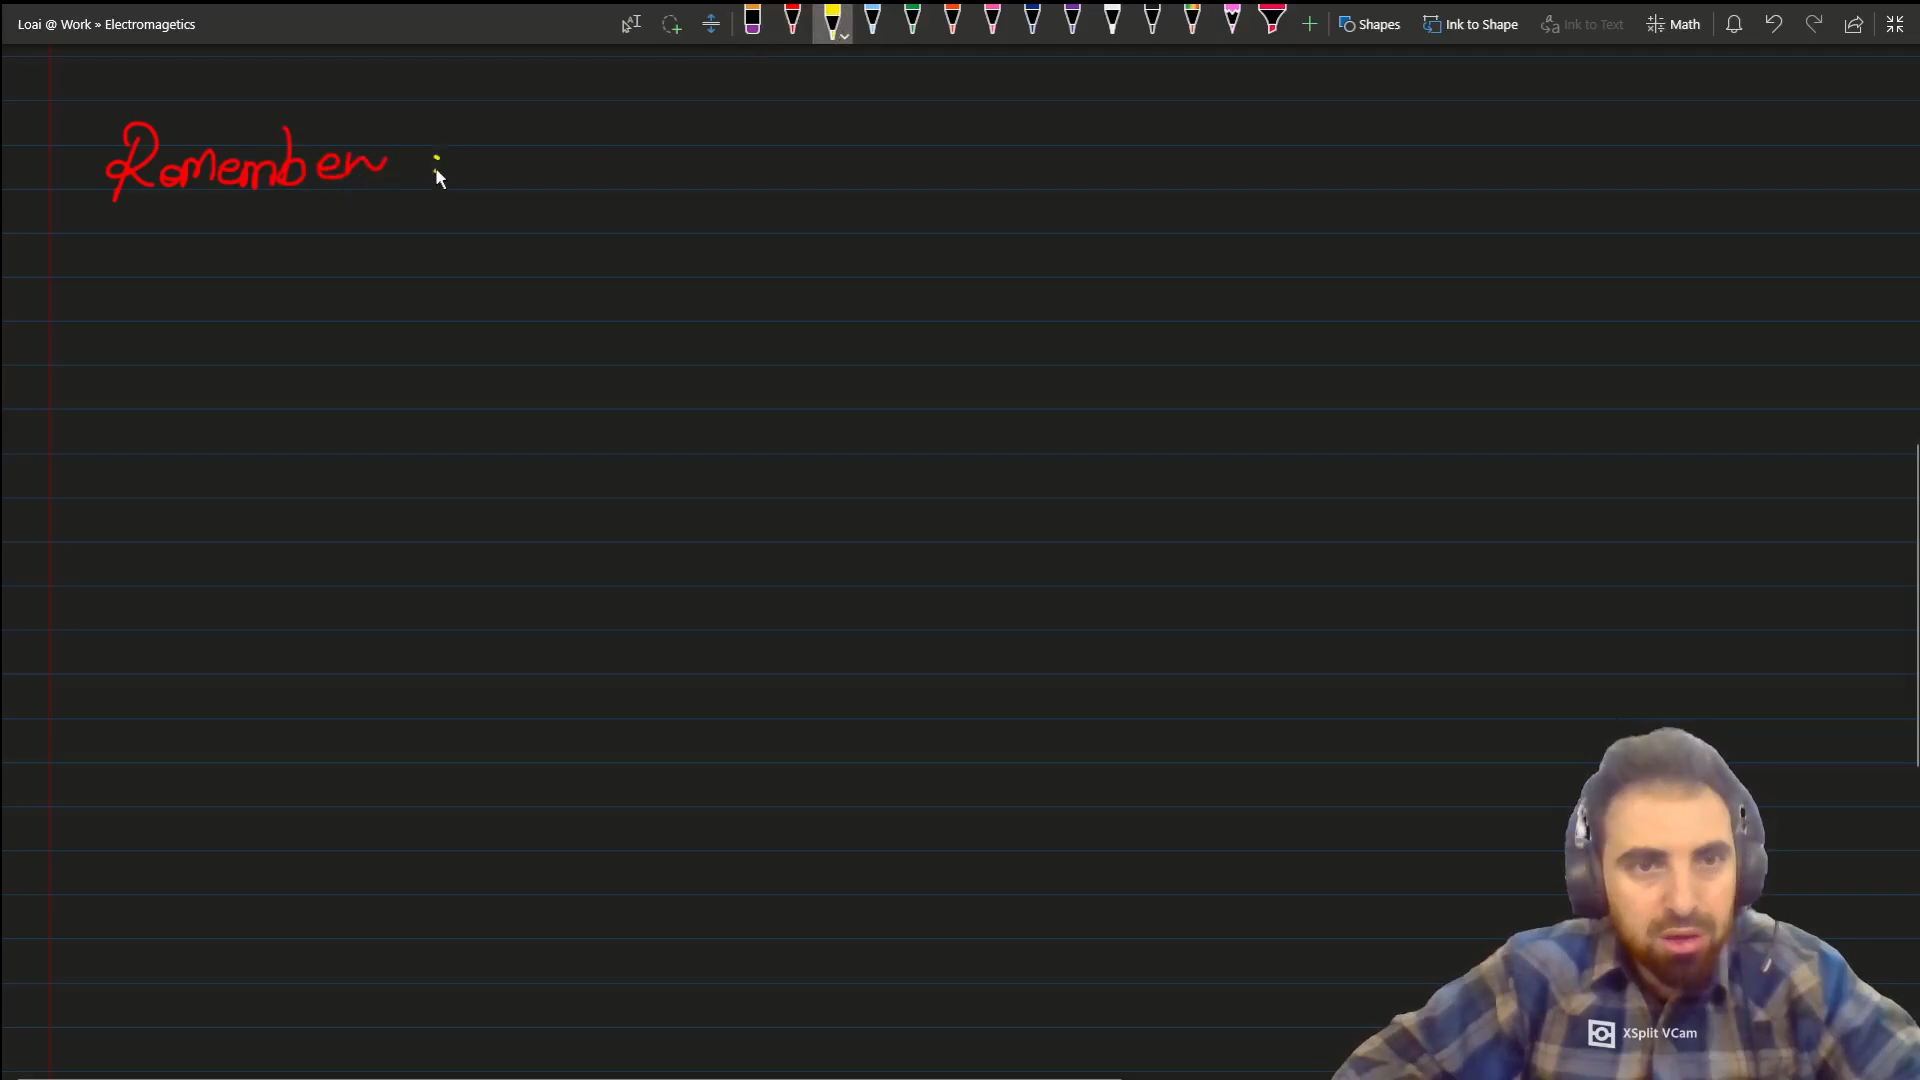 Loai @ Work » Electromagetics
Shapes
Ink to Shape
Ink to Text
Math
Remember :
XSplit VCam